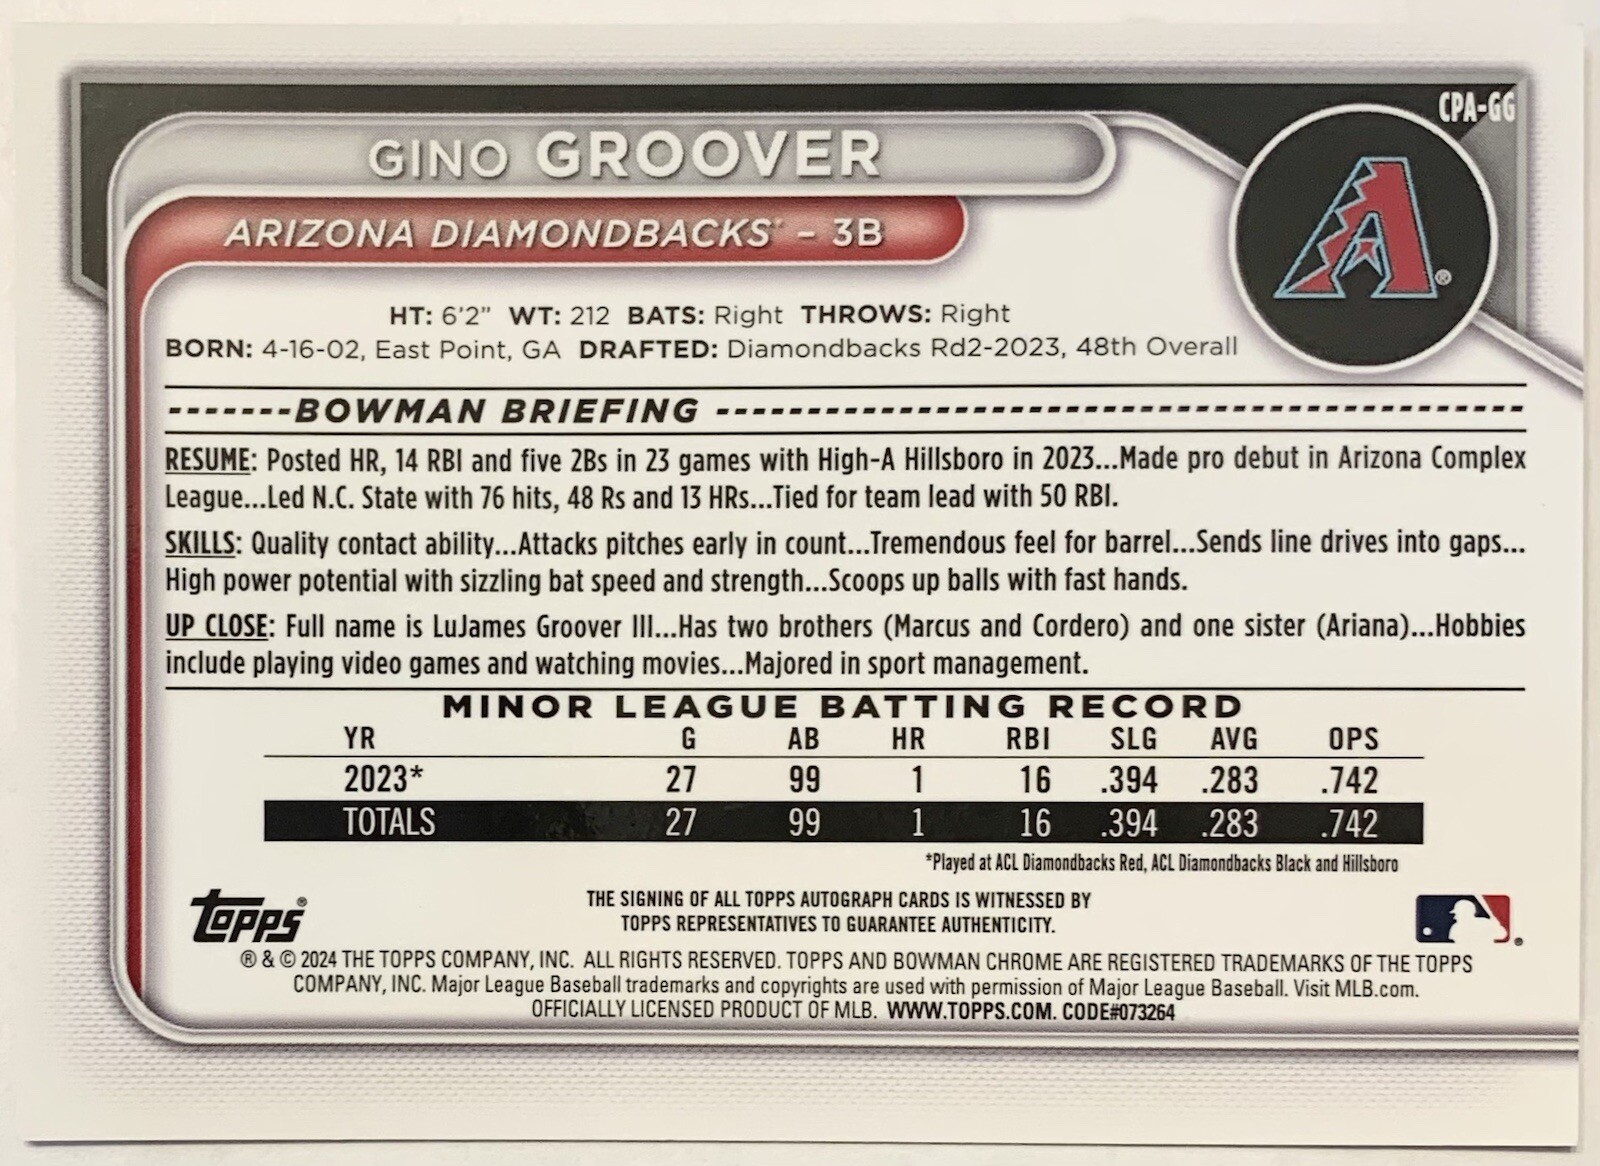 CPA-GG
GINO GROOVER
ARIZONA DIAMONDBACKS - 3B
A®
HT: 6'2" WT: 212 BATS: Right THROWS: Right
BORN: 4-16-02, East Point, GA DRAFTED: Diamondbacks Rd2-2023, 48th Overall
-------BOWMAN BRIEFING ------------------------------------------------
RESUME: Posted HR, 14 RBI and five 2Bs in 23 games with High-A Hillsboro in 2023...Made pro debut in Arizona Complex
League...Led N.C. State with 76 hits, 48 Rs and 13 HRs...Tied for team lead with 50 RBI.
SKILLS: Quality contact ability...Attacks pitches early in count...Tremendous feel for barrel...Sends line drives into gaps...
High power potential with sizzling bat speed and strength...Scoops up balls with fast hands.
UP CLOSE: Full name is LuJames Groover III...Has two brothers (Marcus and Cordero) and one sister (Ariana)...Hobbies
include playing video games and watching movies...Majored in sport management.
MINOR LEAGUE BATTING RECORD
YR G AB HR RBI SLG AVG OPS
2023* 27 99 1 16 .394 .283 .742
TOTALS 27 99 1 16 .394 .283 .742
*Played at ACL Diamondbacks Red, ACL Diamondbacks Black and Hillsboro
Topps®
THE SIGNING OF ALL TOPPS AUTOGRAPH CARDS IS WITNESSED BY
TOPPS REPRESENTATIVES TO GUARANTEE AUTHENTICITY.
® & © 2024 THE TOPPS COMPANY, INC. ALL RIGHTS RESERVED. TOPPS AND BOWMAN CHROME ARE REGISTERED TRADEMARKS OF THE TOPPS
COMPANY, INC. Major League Baseball trademarks and copyrights are used with permission of Major League Baseball. Visit MLB.com.
OFFICIALLY LICENSED PRODUCT OF MLB. WWW.TOPPS.COM. CODE#073264